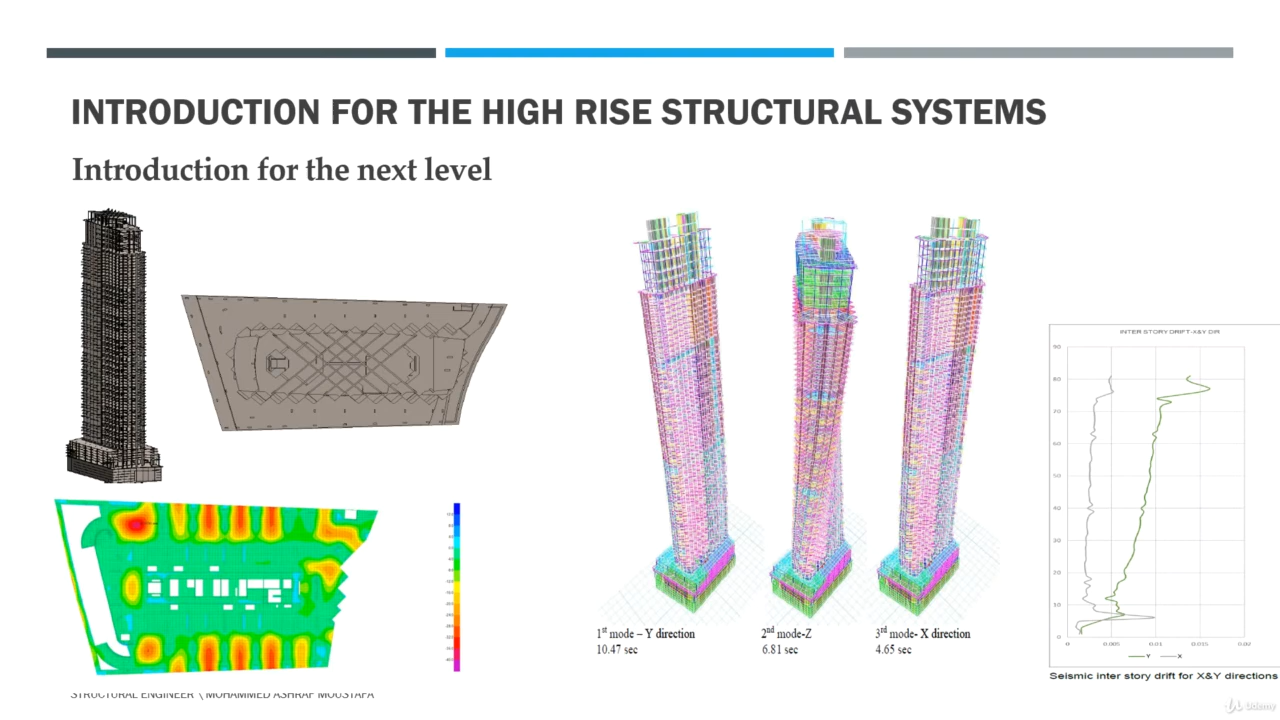 INTRODUCTION FOR THE HIGH RISE STRUCTURAL SYSTEMS
Introduction for the next level
1st mode – Y direction
10.47 sec
2nd mode-Z
6.81 sec
3rd mode- X direction
4.65 sec
INTER STORY DRIFT-X&Y DIR
90
80
70
60
50
40
30
20
10
0
0 0.005 0.01 0.015 0.02
Y X
Seismic inter story drift for X&Y directions
STRUCTURAL ENGINEER \ MOHAMMED ASHRAF MOUSTAFA
Udemy